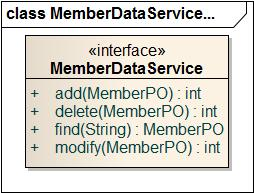 class MemberDataService...
«interface»
MemberDataService
+ add(MemberPO) : int
+ delete(MemberPO) : int
+ find(String) : MemberPO
+ modify(MemberPO) : int